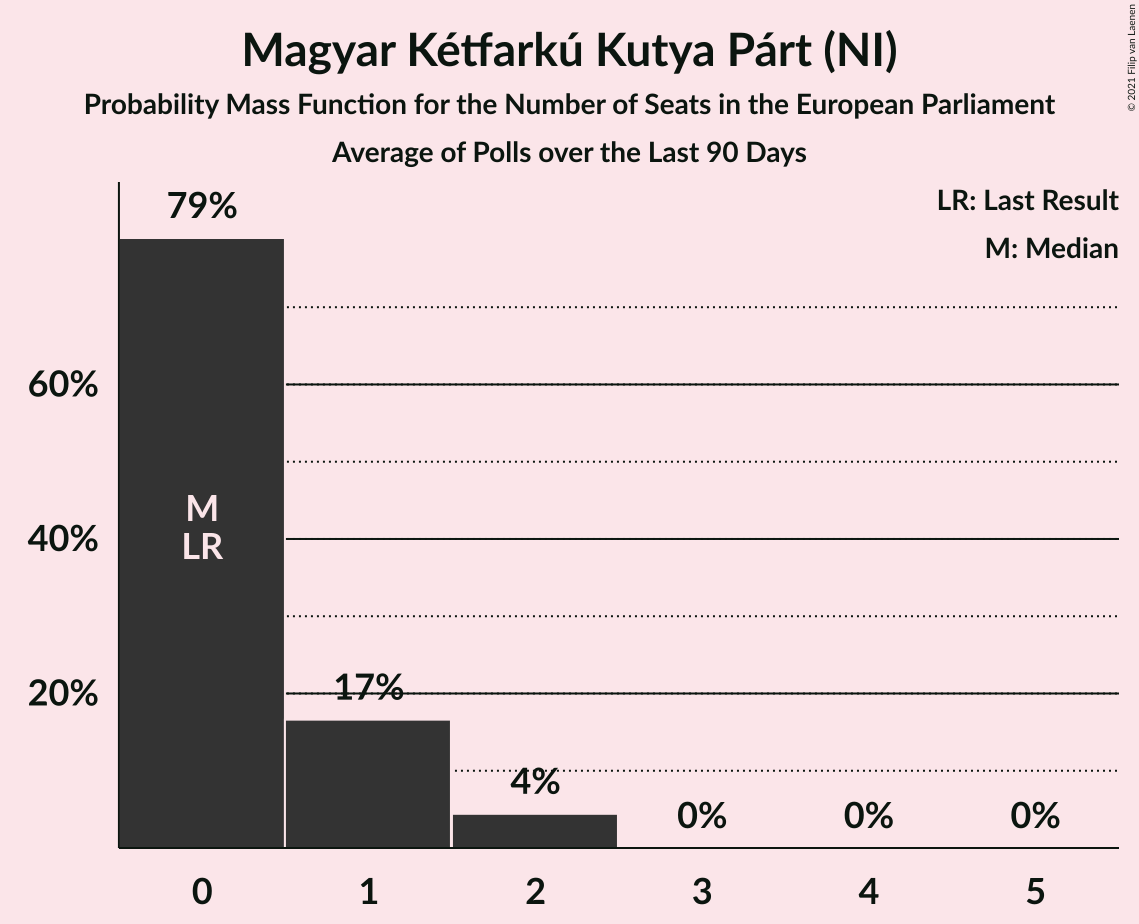 Magyar Kétfarkú Kutya Párt (NI)
Probability Mass Function for the Number of Seats in the European Parliament
Average of Polls over the Last 90 Days
© 2021 Filip van Laenen
LR: Last Result
M: Median
79%
60%
M
40%
LR
20%
17%
4%
0%
0%
0%
0
1
2
3
4
5